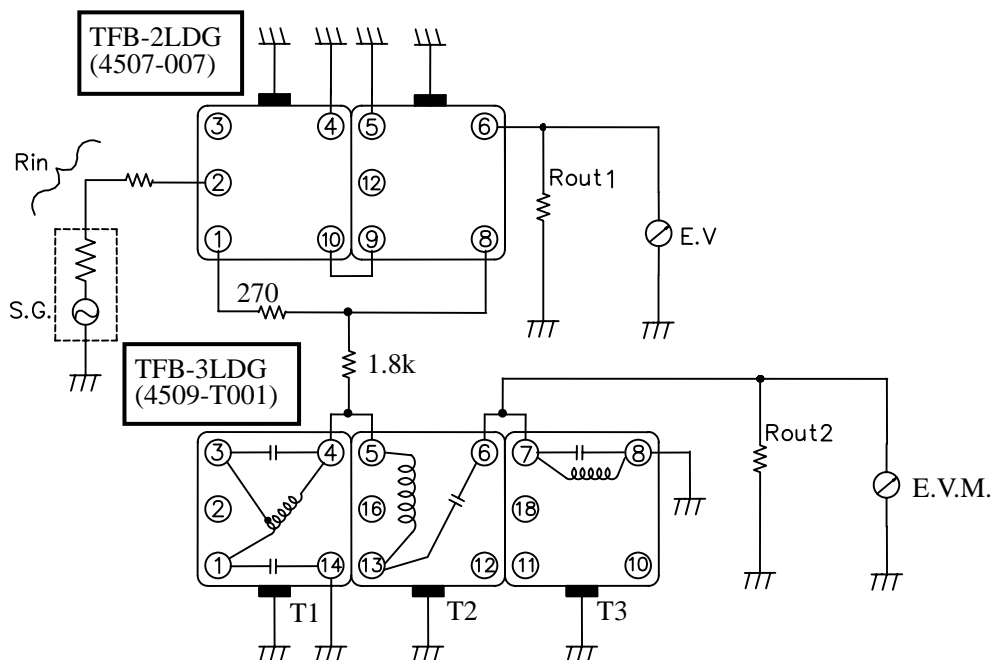 TFB-2LDG
(4507-007)
3
4
5
6
Rin
2
12
Rout1
1
10
9
8
E.V
270
S.G.
TFB-3LDG
(4509-T001)
1.8k
3
4
5
6
7
8
Rout2
2
16
18
E.V.M.
1
14
13
12
11
10
T1
T2
T3